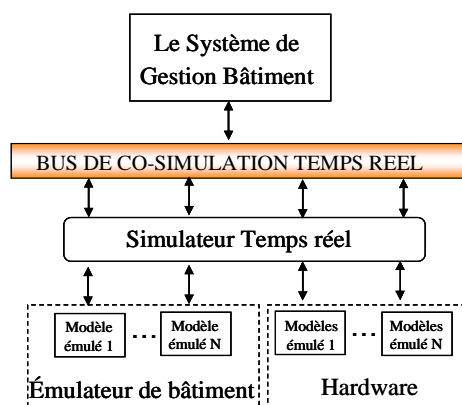 Le Système de
Gestion Bâtiment
BUS DE CO-SIMULATION TEMPS REEL
Simulateur Temps réel
Modèle
émulé 1
...
Modèle
émulé N
Modèles
émulé 1
...
Modèles
émulé N
Émulateur de bâtiment
Hardware